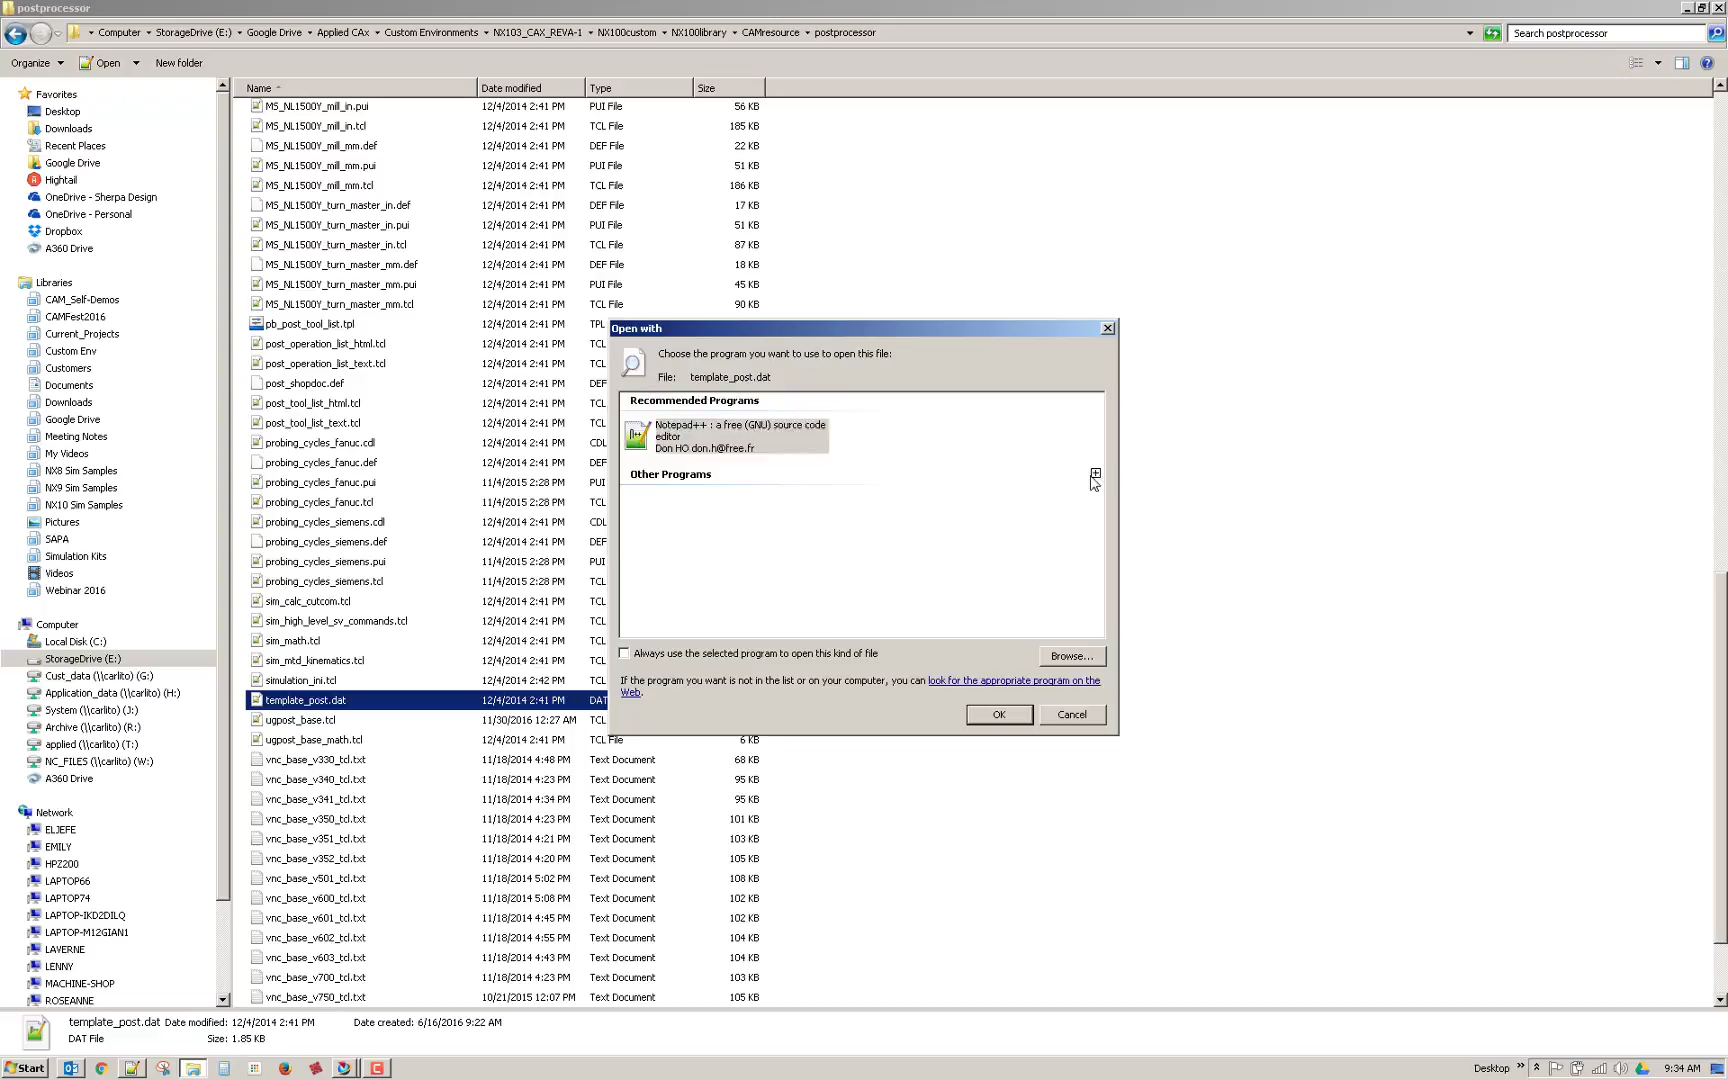 postprocessor
Computer StorageDrive (E:) Google Drive Applied CAx Custom Environments NX103_CAX_REVA-1 NX100custom NX100library CAMresource postprocessor Search postprocessor
Organize Open New folder
Name Date modified Type Size
Favorites
Desktop
Downloads
Recent Places
Google Drive
Hightail
OneDrive - Sherpa Design
OneDrive - Personal
Dropbox
A360 Drive
Libraries
CAM_Self-Demos
CAMFest2016
Current_Projects
Custom Env
Customers
Documents
Downloads
Google Drive
Meeting Notes
My Videos
NX8 Sim Samples
NX9 Sim Samples
NX10 Sim Samples
Pictures
SAPA
Simulation Kits
Videos
Webinar 2016
Computer
Local Disk (C:)
StorageDrive (E:)
Cust_data (\\carlito) (G:)
Application_data (\\carlito) (H:)
System (\\carlito) (J:)
Archive (\\carlito) (R:)
applied (\\carlito) (T:)
NC_FILES (\\carlito) (W:)
A360 Drive
Network
ELJEFE
EMILY
HPZ200
LAPTOP66
LAPTOP74
LAPTOP-IKD2DILQ
LAPTOP-M12GIAN1
LAVERNE
LENNY
MACHINE-SHOP
ROSEANNE
MS_NL1500Y_mill_in.pui 12/4/2014 2:41 PM PUI File 56 KB
MS_NL1500Y_mill_in.tcl 12/4/2014 2:41 PM TCL File 185 KB
MS_NL1500Y_mill_mm.def 12/4/2014 2:41 PM DEF File 22 KB
MS_NL1500Y_mill_mm.pui 12/4/2014 2:41 PM PUI File 51 KB
MS_NL1500Y_mill_mm.tcl 12/4/2014 2:41 PM TCL File 186 KB
MS_NL1500Y_turn_master_in.def 12/4/2014 2:41 PM DEF File 17 KB
MS_NL1500Y_turn_master_in.pui 12/4/2014 2:41 PM PUI File 51 KB
MS_NL1500Y_turn_master_in.tcl 12/4/2014 2:41 PM TCL File 87 KB
MS_NL1500Y_turn_master_mm.def 12/4/2014 2:41 PM DEF File 18 KB
MS_NL1500Y_turn_master_mm.pui 12/4/2014 2:41 PM PUI File 45 KB
MS_NL1500Y_turn_master_mm.tcl 12/4/2014 2:41 PM TCL File 90 KB
pb_post_tool_list.tpl 12/4/2014 2:41 PM TPL
post_operation_list_html.tcl 12/4/2014 2:41 PM TCL
post_operation_list_text.tcl 12/4/2014 2:41 PM TCL
post_shopdoc.def 12/4/2014 2:41 PM DEF
post_tool_list_html.tcl 12/4/2014 2:41 PM TCL
post_tool_list_text.tcl 12/4/2014 2:41 PM TCL
probing_cycles_fanuc.cdl 12/4/2014 2:41 PM CDL
probing_cycles_fanuc.def 12/4/2014 2:41 PM DEF
probing_cycles_fanuc.pui 11/4/2015 2:28 PM PUI
probing_cycles_fanuc.tcl 11/4/2015 2:28 PM TCL
probing_cycles_siemens.cdl 12/4/2014 2:41 PM CDL
probing_cycles_siemens.def 12/4/2014 2:41 PM DEF
probing_cycles_siemens.pui 11/4/2015 2:28 PM PUI
probing_cycles_siemens.tcl 11/4/2015 2:28 PM TCL
sim_calc_cutcom.tcl 12/4/2014 2:41 PM TCL
sim_high_level_sv_commands.tcl 12/4/2014 2:41 PM TCL
sim_math.tcl 12/4/2014 2:41 PM TCL
sim_mtd_kinematics.tcl 12/4/2014 2:41 PM TCL
simulation_ini.tcl 12/4/2014 2:42 PM TCL
template_post.dat 12/4/2014 2:41 PM DAT
ugpost_base.tcl 11/30/2016 12:27 AM TCL
ugpost_base_math.tcl 12/4/2014 2:41 PM TCL File 6 KB
vnc_base_v330_tcl.txt 11/18/2014 4:48 PM Text Document 68 KB
vnc_base_v340_tcl.txt 11/18/2014 4:23 PM Text Document 95 KB
vnc_base_v341_tcl.txt 11/18/2014 4:34 PM Text Document 95 KB
vnc_base_v350_tcl.txt 11/18/2014 4:23 PM Text Document 101 KB
vnc_base_v351_tcl.txt 11/18/2014 4:21 PM Text Document 103 KB
vnc_base_v352_tcl.txt 11/18/2014 4:20 PM Text Document 105 KB
vnc_base_v501_tcl.txt 11/18/2014 5:02 PM Text Document 108 KB
vnc_base_v600_tcl.txt 11/18/2014 5:08 PM Text Document 102 KB
vnc_base_v601_tcl.txt 11/18/2014 4:45 PM Text Document 102 KB
vnc_base_v602_tcl.txt 11/18/2014 4:55 PM Text Document 104 KB
vnc_base_v603_tcl.txt 11/18/2014 4:43 PM Text Document 104 KB
vnc_base_v700_tcl.txt 11/18/2014 4:23 PM Text Document 103 KB
vnc_base_v750_tcl.txt 10/21/2015 12:07 PM Text Document 105 KB
Open with
Choose the program you want to use to open this file:
File: template_post.dat
Recommended Programs
Notepad++ : a free (GNU) source code
editor
Don HO don.h@free.fr
Other Programs
Always use the selected program to open this kind of file
Browse...
If the program you want is not in the list or on your computer, you can look for the appropriate program on the
Web.
OK Cancel
template_post.dat Date modified: 12/4/2014 2:41 PM Date created: 6/16/2016 9:22 AM
DAT File Size: 1.85 KB
Start Desktop 9:34 AM